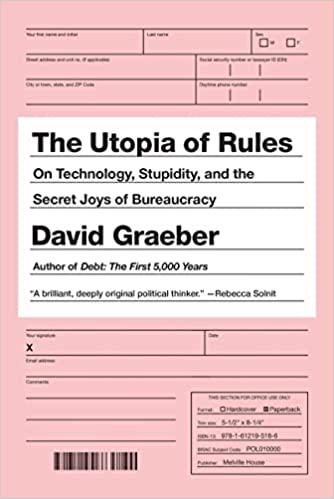 Your first name and initial Last name Sex
M F
Street address and unit no. (if applicable) Social security number or taxpayer ID (EIN)
City or town, state, and ZIP Code Daytime phone number
The Utopia of Rules
On Technology, Stupidity, and the
Secret Joys of Bureaucracy
David Graeber
Author of Debt: The First 5,000 Years
“A brilliant, deeply original political thinker.” —Rebecca Solnit
Your signature Date
X
Email address
Comments
THIS SECTION FOR OFFICE USE ONLY
Format: Hardcover Paperback
Trim size: 5-1/2" x 8-1/4"
ISBN-13: 978-1-61219-518-6
BISAC Subject Code: POL010000
Publisher: Melville House